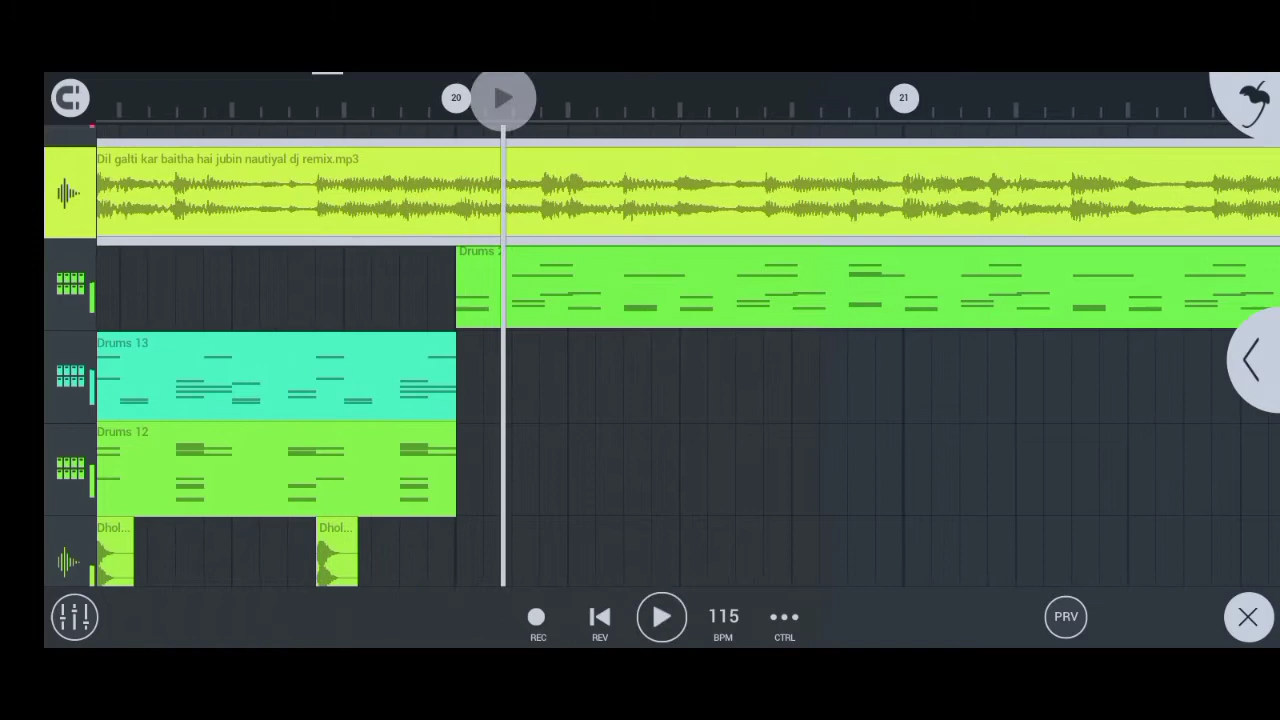 20
21
Dil galti kar baitha hai jubin nautiyal dj remix.mp3
Drums
Drums 13
Drums 12
Dhol...
Dhol...
115
PRV
REC
REV
BPM
CTRL